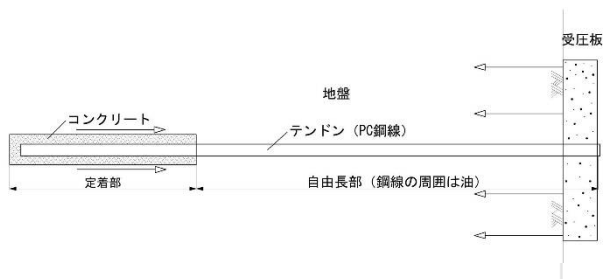 受圧板
地盤
コンクリート
テンドン（PC鋼線）
定着部
自由長部（鋼線の周囲は油）